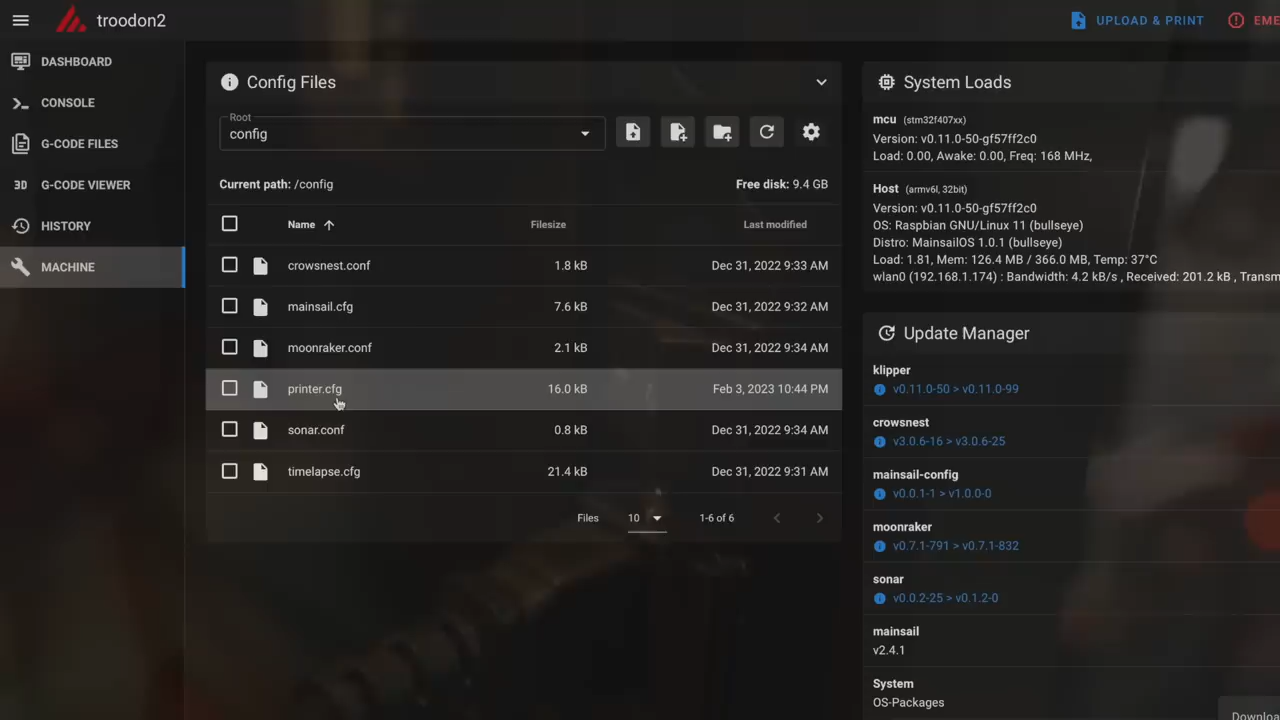 troodon2
UPLOAD & PRINT
EME
DASHBOARD
CONSOLE
G-CODE FILES
3D G-CODE VIEWER
HISTORY
MACHINE
Config Files
Root
config
Current path: /config
Free disk: 9.4 GB
Name
Filesize
Last modified
crowsnest.conf 1.8 kB Dec 31, 2022 9:33 AM
mainsail.cfg 7.6 kB Dec 31, 2022 9:32 AM
moonraker.conf 2.1 kB Dec 31, 2022 9:34 AM
printer.cfg 16.0 kB Feb 3, 2023 10:44 PM
sonar.conf 0.8 kB Dec 31, 2022 9:34 AM
timelapse.cfg 21.4 kB Dec 31, 2022 9:31 AM
Files 10 1-6 of 6
System Loads
mcu (stm32f407xx)
Version: v0.11.0-50-gf57ff2c0
Load: 0.00, Awake: 0.00, Freq: 168 MHz,
Host (armv6l, 32bit)
Version: v0.11.0-50-gf57ff2c0
OS: Raspbian GNU/Linux 11 (bullseye)
Distro: MainsailOS 1.0.1 (bullseye)
Load: 1.81, Mem: 126.4 MB / 366.0 MB, Temp: 37°C
wlan0 (192.168.1.174) : Bandwidth: 4.2 kB/s , Received: 201.2 kB , Transm
Update Manager
klipper
v0.11.0-50 > v0.11.0-99
crowsnest
v3.0.6-16 > v3.0.6-25
mainsail-config
v0.0.1-1 > v1.0.0-0
moonraker
v0.7.1-791 > v0.7.1-832
sonar
v0.0.2-25 > v0.1.2-0
mainsail
v2.4.1
System
OS-Packages
Downloa